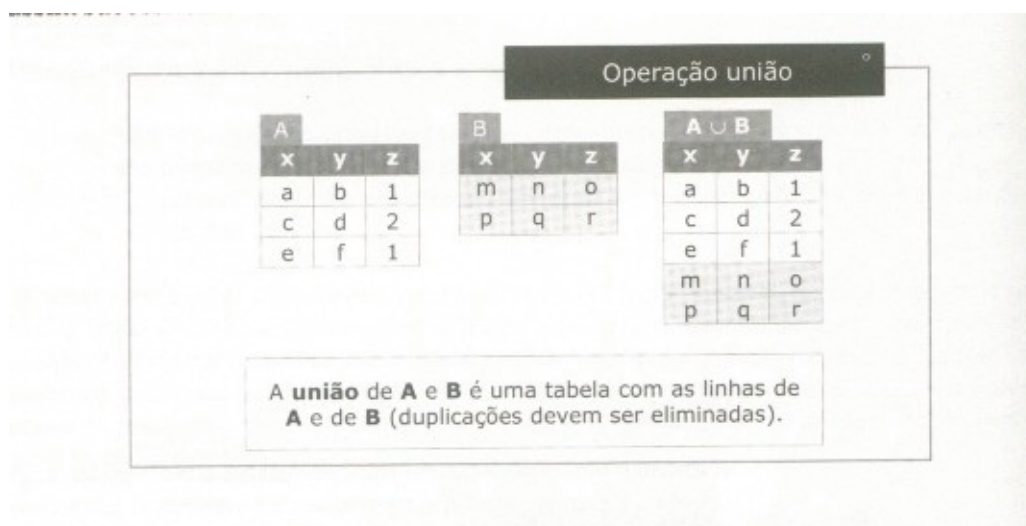 Operação união
A
x y z
a b 1
c d 2
e f 1
B
x y z
m n o
p q r
A ∪ B
x y z
a b 1
c d 2
e f 1
m n o
p q r
A união de A e B é uma tabela com as linhas de
A e de B (duplicações devem ser eliminadas).